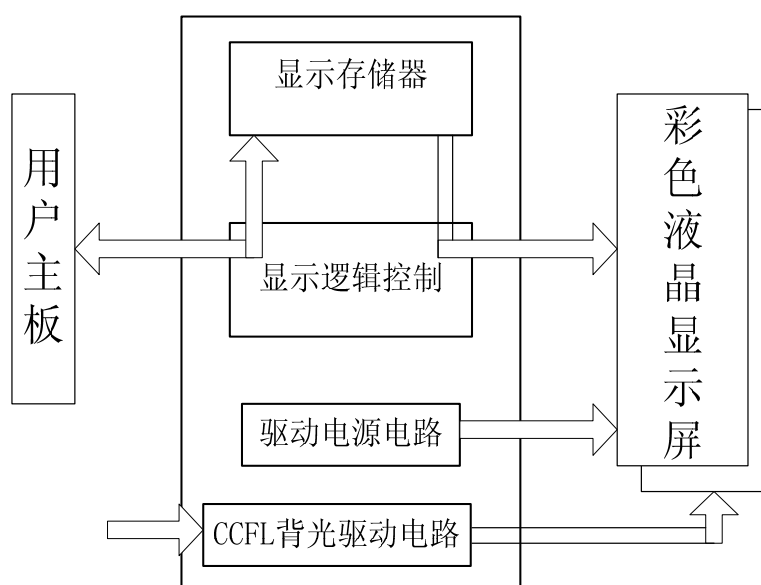 显示存储器
用户主板
显示逻辑控制
彩色液晶显示屏
驱动电源电路
CCFL背光驱动电路